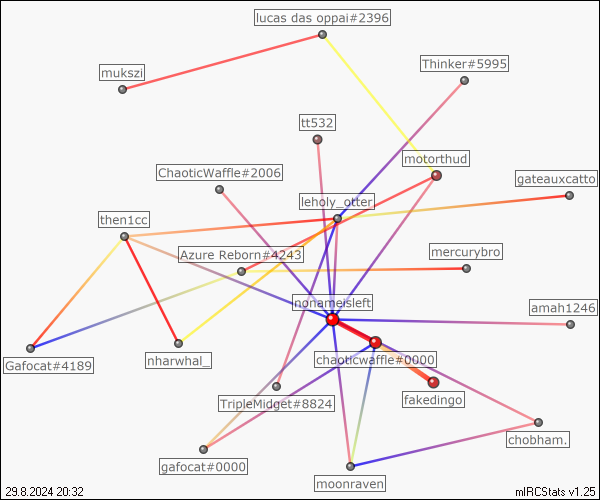 lucas das oppai#2396
Thinker#5995
mukszi
tt532
motorthud
ChaoticWaffle#2006
gateauxcatto
leholy_otter
then1cc
Azure Reborn#4243
mercurybro
nonameisleft
amah1246
chaoticwaffle#0000
Gafocat#4189
nharwhal_
TripleMidget#8824
fakedingo
chobham.
gafocat#0000
moonraven
29.8.2024 20:32
mIRCStats v1.25